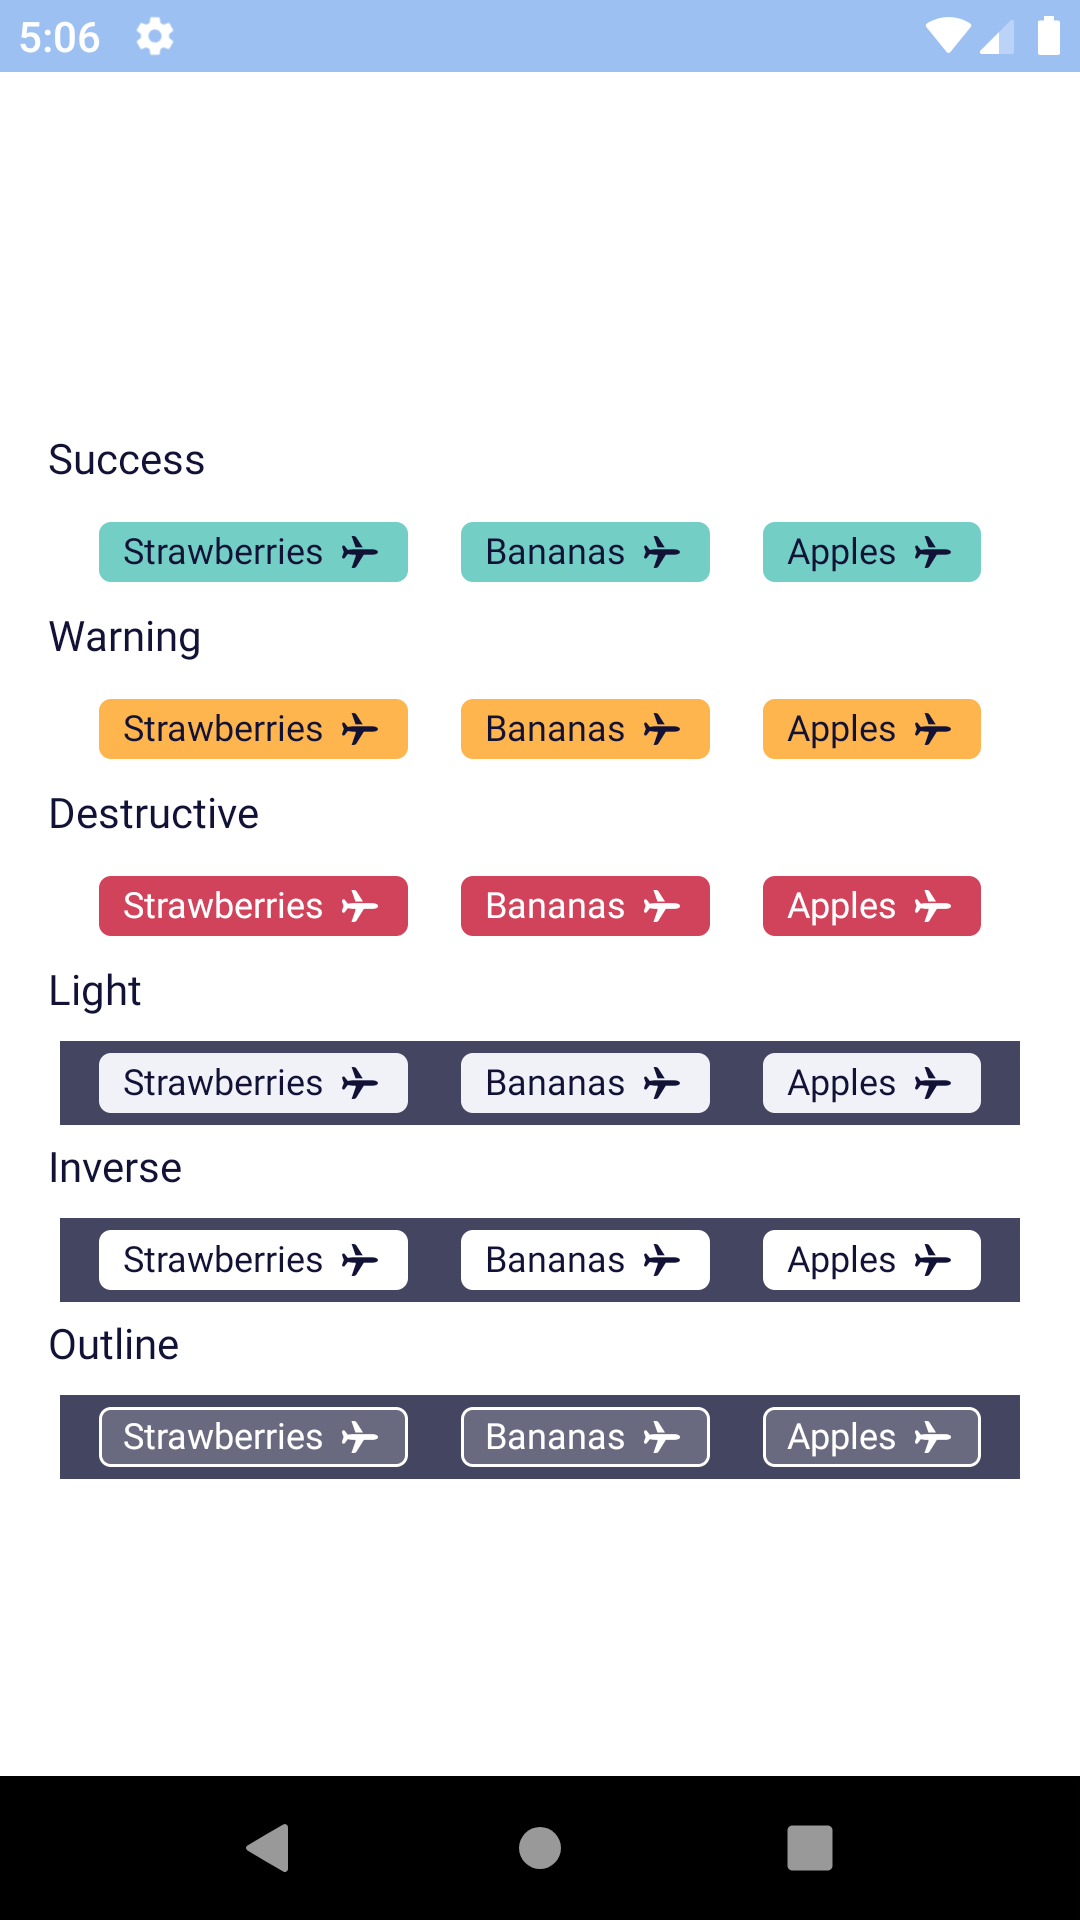 5:06
Success
Strawberries Bananas Apples
Warning
Strawberries Bananas Apples
Destructive
Strawberries Bananas Apples
Light
Strawberries Bananas Apples
Inverse
Strawberries Bananas Apples
Outline
Strawberries Bananas Apples